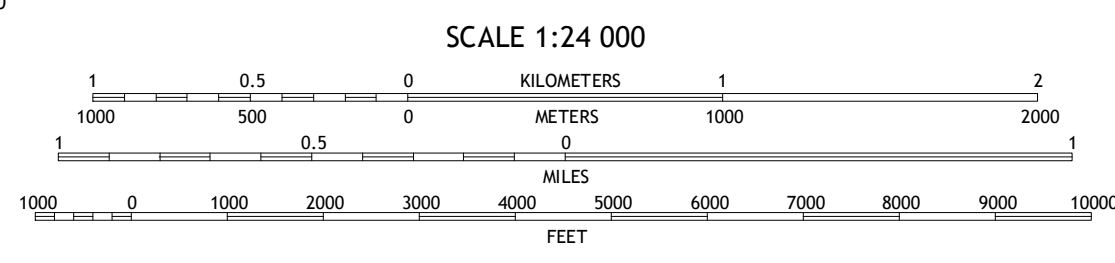 SCALE 1:24 000
1 0.5 0 KILOMETERS 1 2
1000 500 0 METERS 1000 2000
1 0.5 0 1
MILES
1000 0 1000 2000 3000 4000 5000 6000 7000 8000 9000 10000
FEET